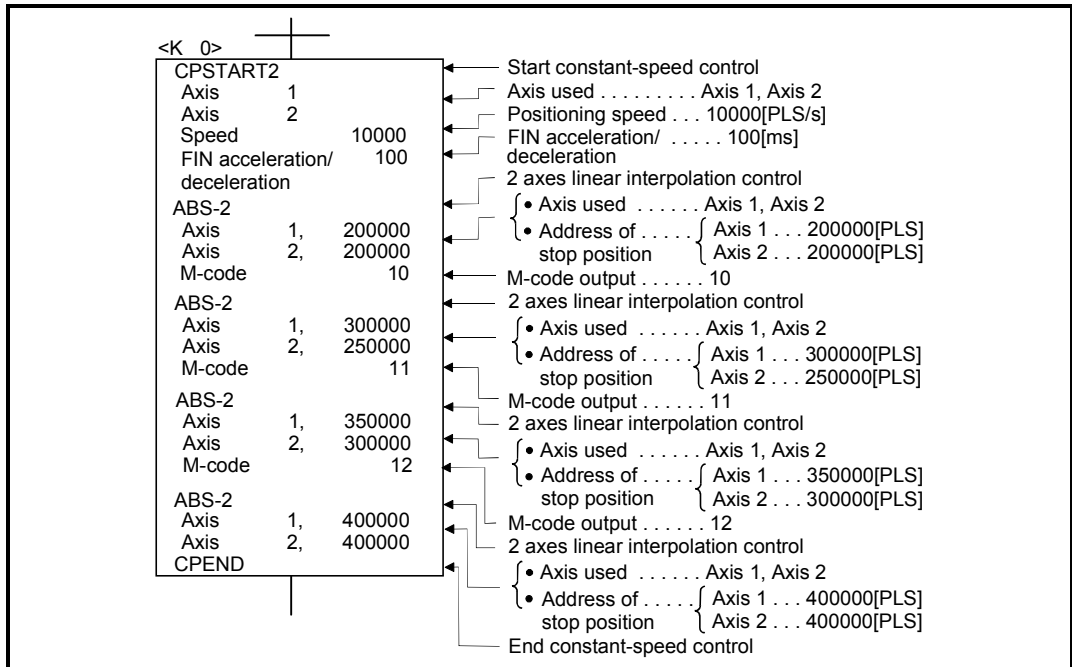 <K 0>
CPSTART2
Axis 1
Axis 2
Speed 10000
FIN acceleration/ 100
deceleration
ABS-2
Axis 1, 200000
Axis 2, 200000
M-code 10
ABS-2
Axis 1, 300000
Axis 2, 250000
M-code 11
ABS-2
Axis 1, 350000
Axis 2, 300000
M-code 12
ABS-2
Axis 1, 400000
Axis 2, 400000
CPEND
Start constant-speed control
Axis used . . . . . . . . . Axis 1, Axis 2
Positioning speed . . . 10000[PLS/s]
FIN acceleration/ . . . . . 100[ms]
deceleration
2 axes linear interpolation control
• Axis used . . . . . . Axis 1, Axis 2
• Address of . . . . . Axis 1 . . . 200000[PLS]
stop position Axis 2 . . . 200000[PLS]
M-code output . . . . . . 10
2 axes linear interpolation control
• Axis used . . . . . . Axis 1, Axis 2
• Address of . . . . . Axis 1 . . . 300000[PLS]
stop position Axis 2 . . . 250000[PLS]
M-code output . . . . . . 11
2 axes linear interpolation control
• Axis used . . . . . . Axis 1, Axis 2
• Address of . . . . . Axis 1 . . . 350000[PLS]
stop position Axis 2 . . . 300000[PLS]
M-code output . . . . . . 12
2 axes linear interpolation control
• Axis used . . . . . . Axis 1, Axis 2
• Address of . . . . . Axis 1 . . . 400000[PLS]
stop position Axis 2 . . . 400000[PLS]
End constant-speed control